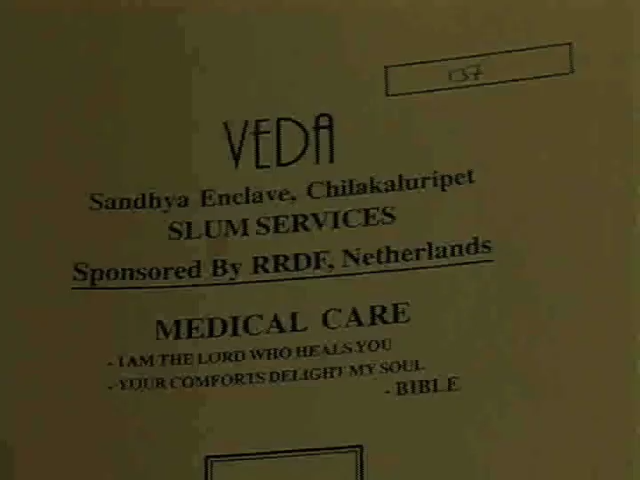 137
VEDA
Sandhya Enclave, Chilakaluripet
SLUM SERVICES
Sponsored By RRDF, Netherlands
MEDICAL CARE
- I AM THE LORD WHO HEALS YOU
- YOUR COMFORTS DELIGHT MY SOUL
- BIBLE